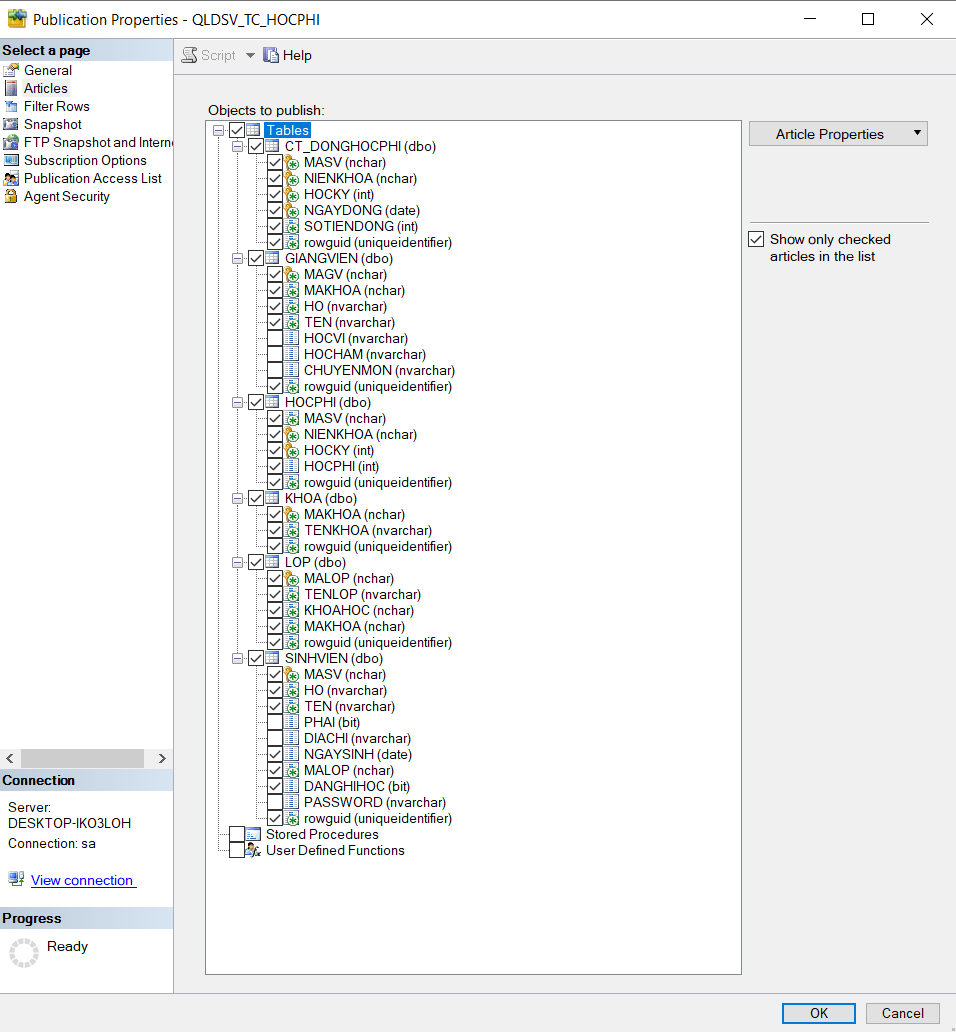 Publication Properties - QLDSV_TC_HOCPHI
Select a page
General
Articles
Filter Rows
Snapshot
FTP Snapshot and Intern
Subscription Options
Publication Access List
Agent Security
Script
Help
Objects to publish:
Tables
CT_DONGHOCPHI (dbo)
MASV (nchar)
NIENKHOA (nchar)
HOCKY (int)
NGAYDONG (date)
SOTIENDONG (int)
rowguid (uniqueidentifier)
GIANGVIEN (dbo)
MAGV (nchar)
MAKHOA (nchar)
HO (nvarchar)
TEN (nvarchar)
HOCVI (nvarchar)
HOCHAM (nvarchar)
CHUYENMON (nvarchar)
rowguid (uniqueidentifier)
HOCPHI (dbo)
MASV (nchar)
NIENKHOA (nchar)
HOCKY (int)
HOCPHI (int)
rowguid (uniqueidentifier)
KHOA (dbo)
MAKHOA (nchar)
TENKHOA (nvarchar)
rowguid (uniqueidentifier)
LOP (dbo)
MALOP (nchar)
TENLOP (nvarchar)
KHOAHOC (nchar)
MAKHOA (nchar)
rowguid (uniqueidentifier)
SINHVIEN (dbo)
MASV (nchar)
HO (nvarchar)
TEN (nvarchar)
PHAI (bit)
DIACHI (nvarchar)
NGAYSINH (date)
MALOP (nchar)
DANGHIHOC (bit)
PASSWORD (nvarchar)
rowguid (uniqueidentifier)
Stored Procedures
User Defined Functions
Article Properties
Show only checked
articles in the list
Connection
Server:
DESKTOP-IKO3LOH
Connection: sa
View connection
Progress
Ready
OK
Cancel